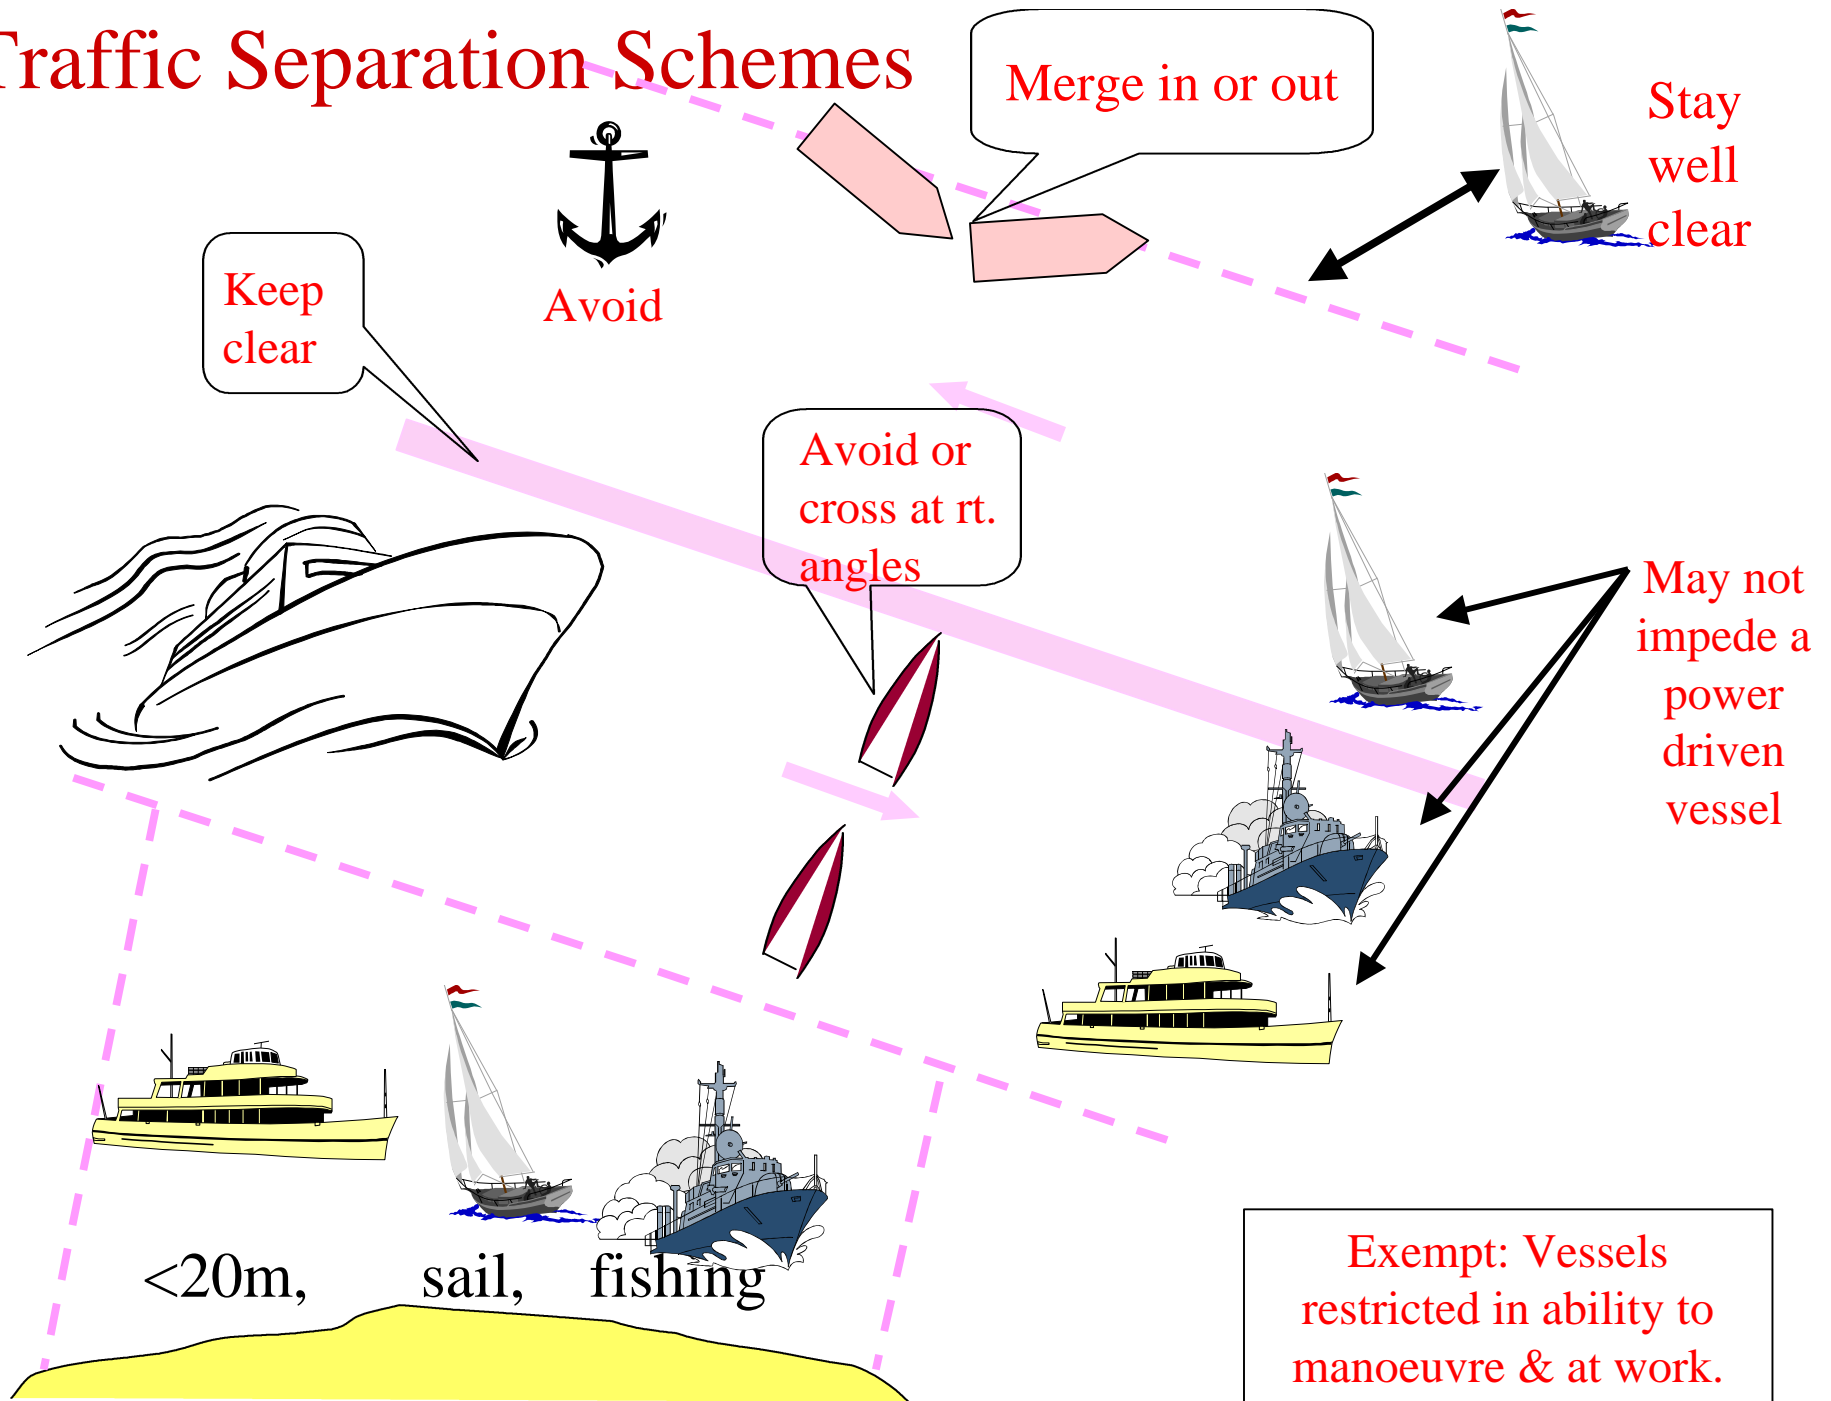 Traffic Separation Schemes
Merge in or out
Stay
well
clear
Keep
clear
Avoid
Avoid or
cross at rt.
angles
May not
impede a
power
driven
vessel
<20m, sail, fishing
Exempt: Vessels
restricted in ability to
manoeuvre & at work.